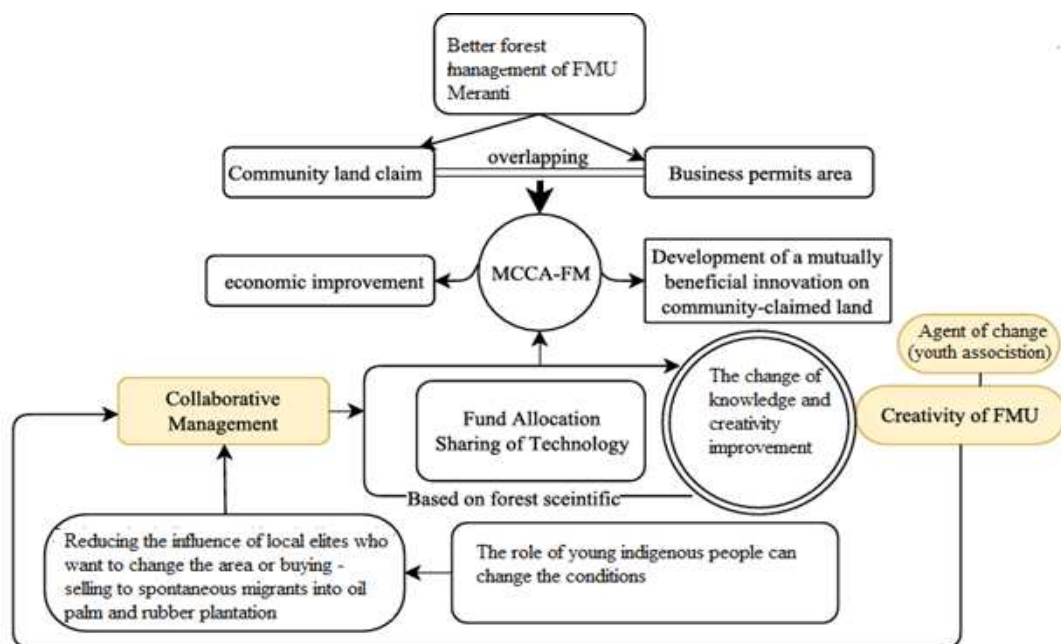 Better forest
management of FMU
Meranti
overlapping
Community land claim
Business permits area
MCCA-FM
economic improvement
Development of a mutually
beneficial innovation on
community-claimed land
Agent of change
(youth associstion)
Collaborative
Management
Fund Allocation
Sharing of Technology
The change of
knowledge and
creativity
improvement
Creativity of FMU
Based on forest sceintific
Reducing the influence of local elites who
want to change the area or buying -
selling to spontaneous migrants into oil
palm and rubber plantation
The role of young indigenous people can
change the conditions